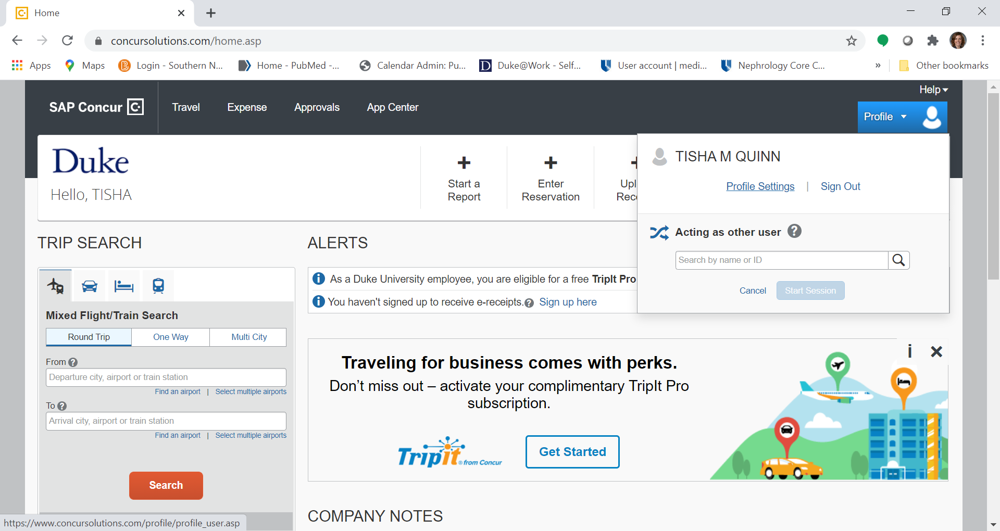 Home
concursolutions.com/home.asp
Apps
Maps
Login - Southern N...
Home - PubMed -...
Calendar Admin: Pu...
Duke@Work - Self...
User account | medi...
Nephrology Core C...
»
Other bookmarks
Help
SAP Concur C.
Travel
Expense
Approvals
App Center
Profile
Duke
Hello, TISHA
Start a
Report
Enter
Reservation
Upl
Rec
TISHA M QUINN
Profile Settings | Sign Out
Acting as other user ?
Search by name or ID
Cancel
Start Session
TRIP SEARCH
Mixed Flight/Train Search
Round Trip
One Way
Multi City
From ?
Departure city, airport or train station
Find an airport | Select multiple airports
To ?
Arrival city, airport or train station
Find an airport | Select multiple airports
Search
ALERTS
As a Duke University employee, you are eligible for a free TripIt Pro
You haven't signed up to receive e-receipts. ? Sign up here
Traveling for business comes with perks.
Don’t miss out – activate your complimentary TripIt Pro
subscription.
TripIt® from Concur
Get Started
COMPANY NOTES
https://www.concursolutions.com/profile/profile_user.asp